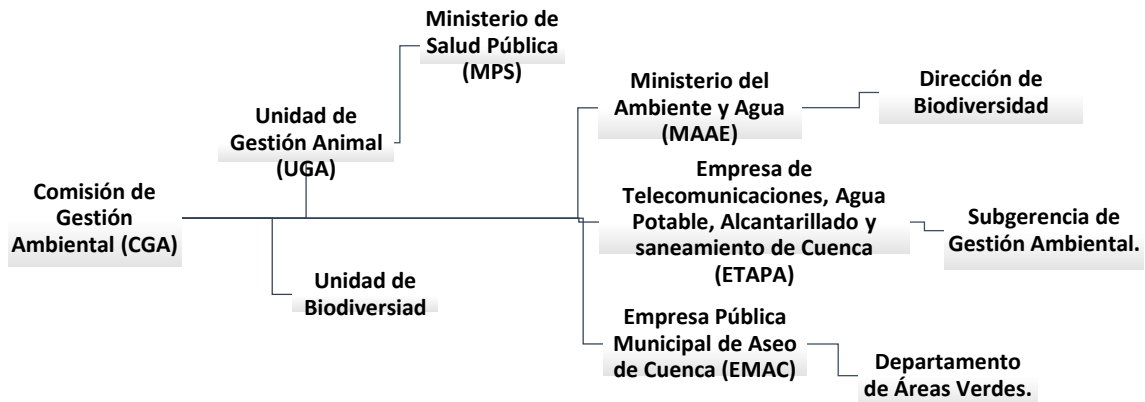 Comisión de
Gestión
Ambiental (CGA)
Unidad de
Gestión Animal
(UGA)
Ministerio de
Salud Pública
(MPS)
Unidad de
Biodiversiad
Ministerio del
Ambiente y Agua
(MAAE)
Dirección de
Biodiversidad
Empresa de
Telecomunicaciones, Agua
Potable, Alcantarillado y
saneamiento de Cuenca
(ETAPA)
Subgerencia de
Gestión Ambiental.
Empresa Pública
Municipal de Aseo
de Cuenca (EMAC)
Departamento
de Áreas Verdes.